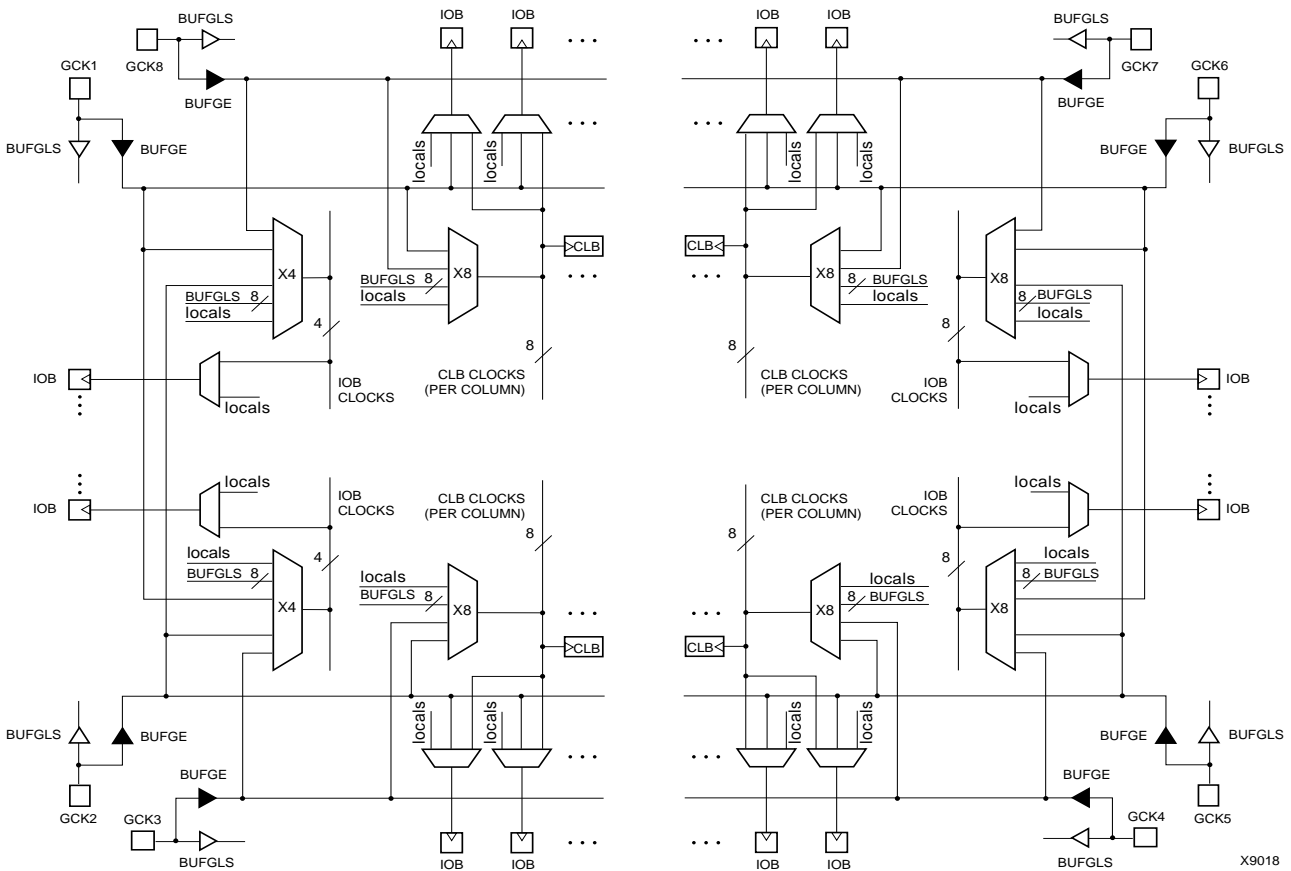 BUFGLS
IOB
IOB
IOB
IOB
BUFGLS
GCK8
GCK7
GCK1
GCK6
BUFGE
BUFGE
BUFGLS
BUFGE
BUFGE
BUFGLS
locals
locals
locals
locals
CLB
CLB
X4
X8
X8
X8
BUFGLS 8
BUFGLS 8
8 BUFGLS
8 BUFGLS
locals
locals
locals
locals
4
8
8
8
IOB
IOB
CLOCKS
CLB CLOCKS
(PER COLUMN)
CLB CLOCKS
(PER COLUMN)
IOB
CLOCKS
IOB
locals
locals
locals
locals
IOB
IOB
CLOCKS
CLB CLOCKS
(PER COLUMN)
CLB CLOCKS
(PER COLUMN)
IOB
CLOCKS
IOB
4
8
8
8
locals
locals
locals
locals
BUFGLS 8
BUFGLS 8
8 BUFGLS
8 BUFGLS
X4
X8
X8
X8
CLB
CLB
locals
locals
locals
locals
BUFGLS
BUFGE
BUFGE
BUFGLS
BUFGE
BUFGE
GCK2
GCK3
GCK4
GCK5
BUFGLS
IOB
IOB
IOB
IOB
BUFGLS
X9018